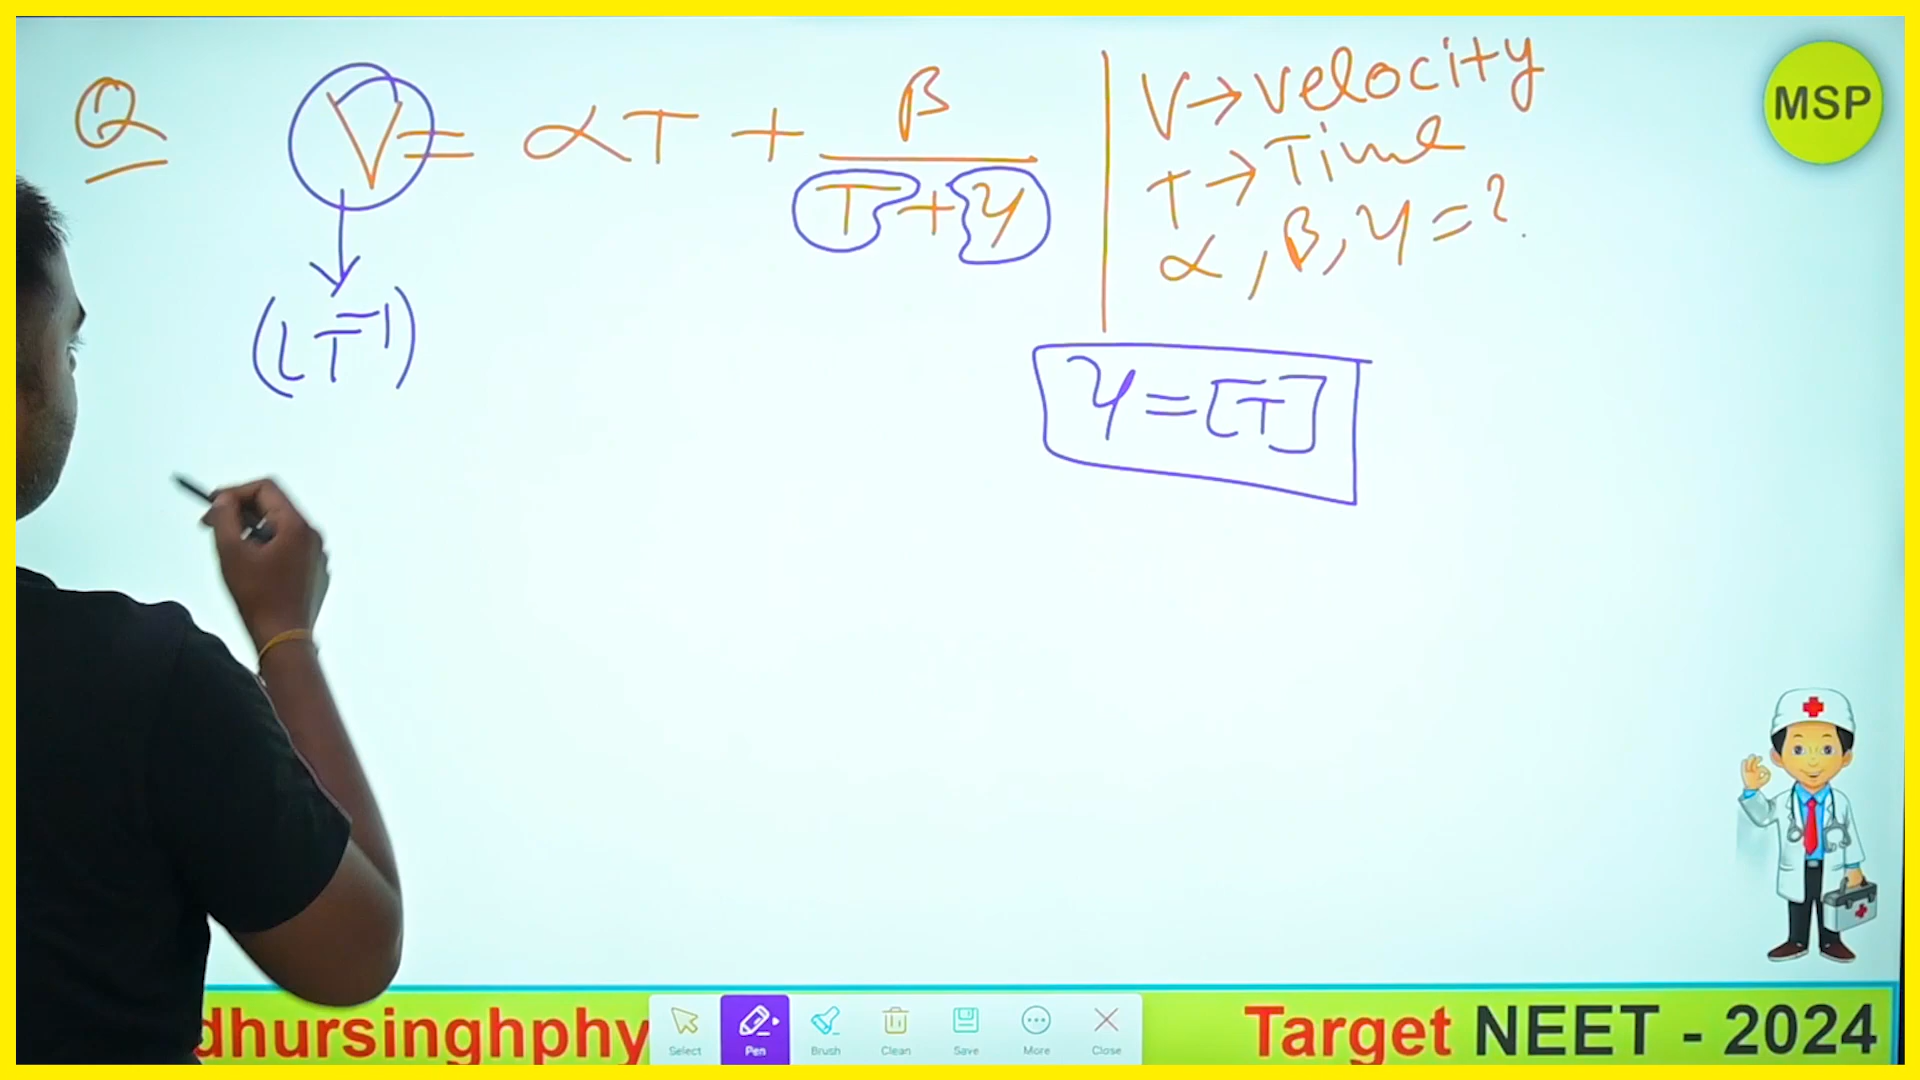 Q V = αT + β / T + γ
V → velocity
T → Time
α, β, γ = ?
(LT⁻¹)
γ = [T]
MSP
dhursinghphy
Select Pen Brush Clean Save More Close
Target NEET - 2024